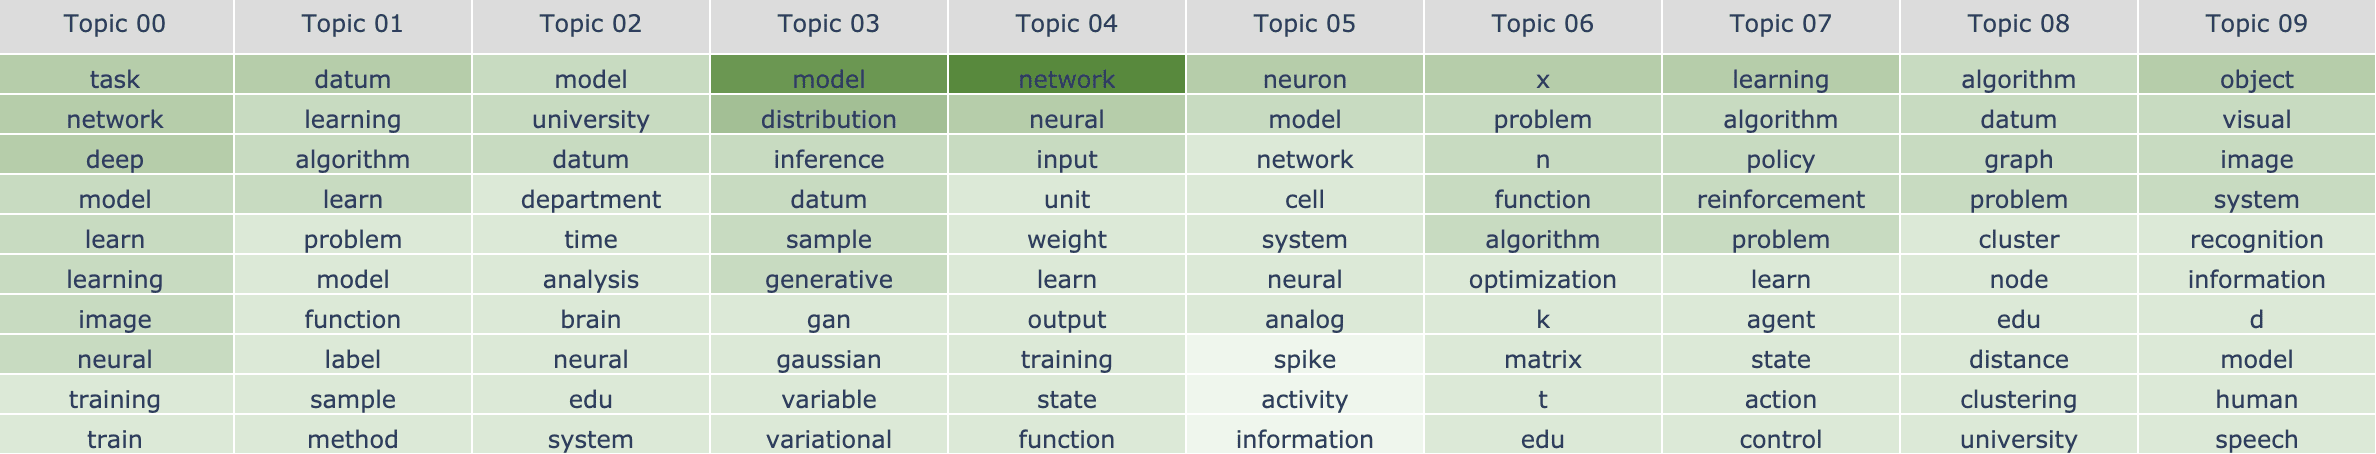 Topic 00 Topic 01 Topic 02 Topic 03 Topic 04 Topic 05 Topic 06 Topic 07 Topic 08 Topic 09
task datum model model network neuron x learning algorithm object
network learning university distribution neural model problem algorithm datum visual
deep algorithm datum inference input network n policy graph image
model learn department datum unit cell function reinforcement problem system
learn problem time sample weight system algorithm problem cluster recognition
learning model analysis generative learn neural optimization learn node information
image function brain gan output analog k agent edu d
neural label neural gaussian training spike matrix state distance model
training sample edu variable state activity t action clustering human
train method system variational function information edu control university speech